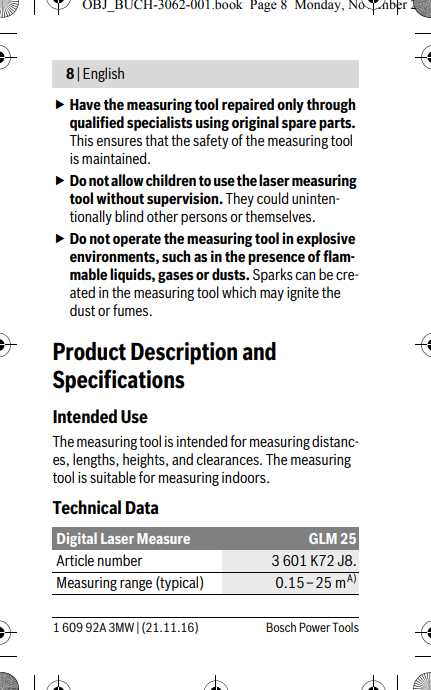 OBJ_BUCH-3062-001.book Page 8 Monday,
8 | English
Have the measuring tool repaired only through
qualified specialists using original spare parts.
This ensures that the safety of the measuring tool
is maintained.
Do not allow children to use the laser measuring
tool without supervision. They could uninten-
tionally blind other persons or themselves.
Do not operate the measuring tool in explosive
environments, such as in the presence of flam-
mable liquids, gases or dusts. Sparks can be cre-
ated in the measuring tool which may ignite the
dust or fumes.
Product Description and
Specifications
Intended Use
The measuring tool is intended for measuring distanc-
es, lengths, heights, and clearances. The measuring
tool is suitable for measuring indoors.
Technical Data
Digital Laser Measure GLM 25
Article number 3 601 K72 J8.
Measuring range (typical) 0.15 – 25 m A)
1 609 92A 3MW | (21.11.16) Bosch Power Tools